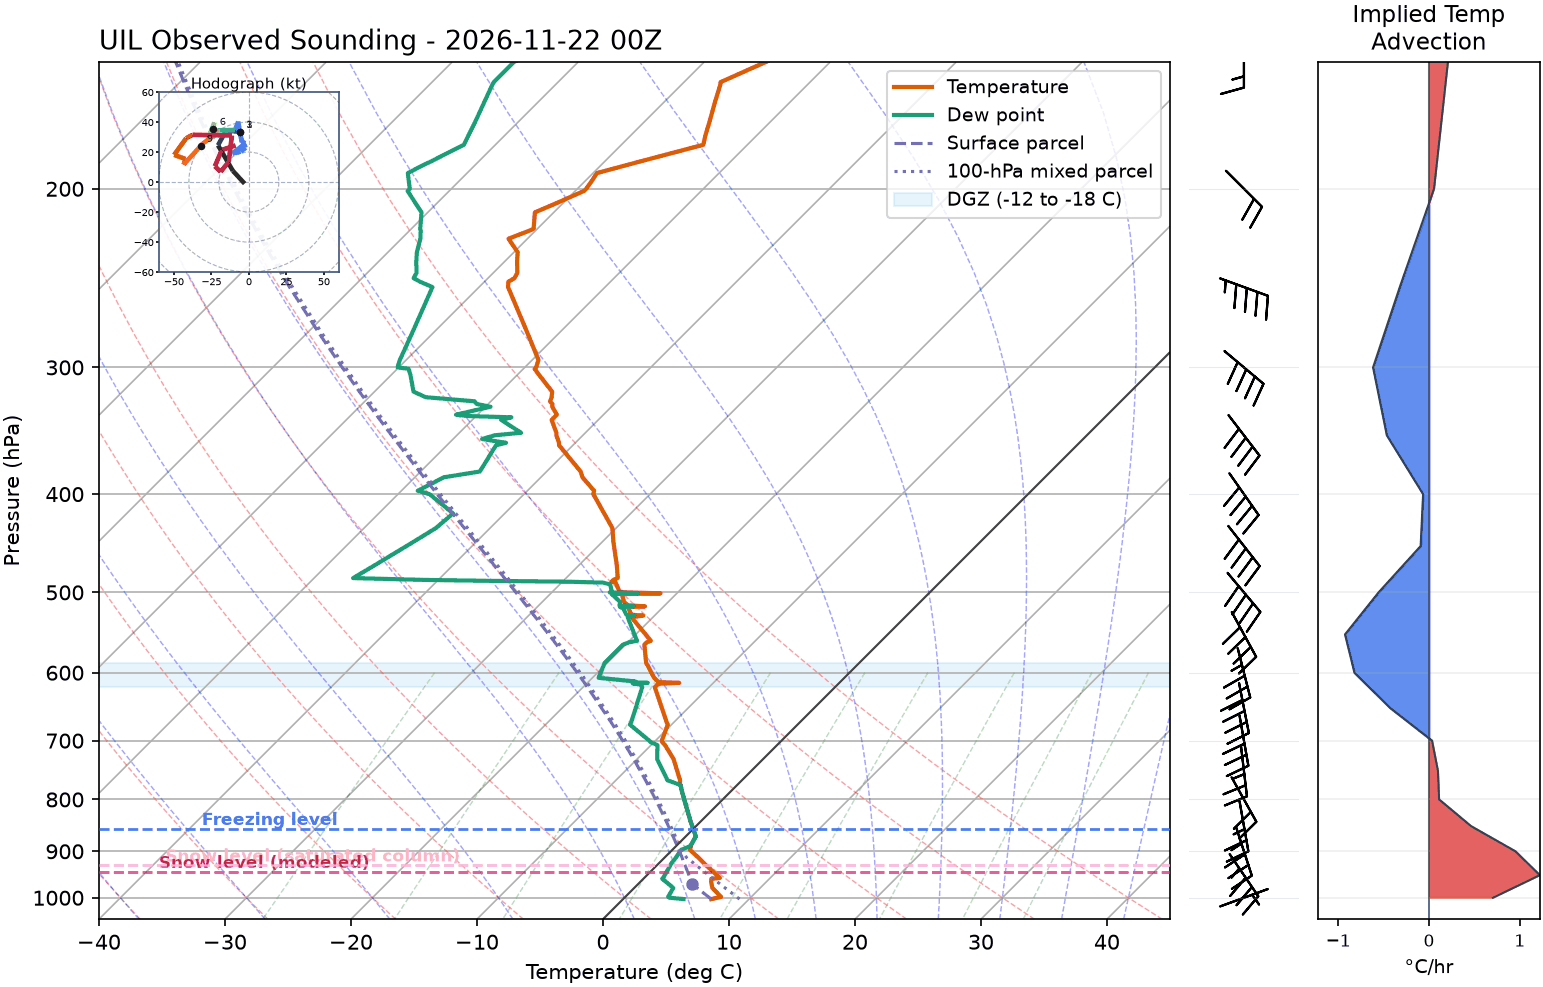 UIL Observed Sounding - 2026-11-22 00Z
Implied Temp
Advection
Hodograph (kt)
60
40
20
0
−20
−40
−60
−50
−25
0
25
50
6
3
Temperature
Dew point
Surface parcel
100-hPa mixed parcel
DGZ (-12 to -18 C)
Pressure (hPa)
200
300
400
500
600
700
800
900
1000
Freezing level
Snow level (saturated column)
Snow level (modeled)
−40
−30
−20
−10
0
10
20
30
40
Temperature (deg C)
−1
0
1
°C/hr